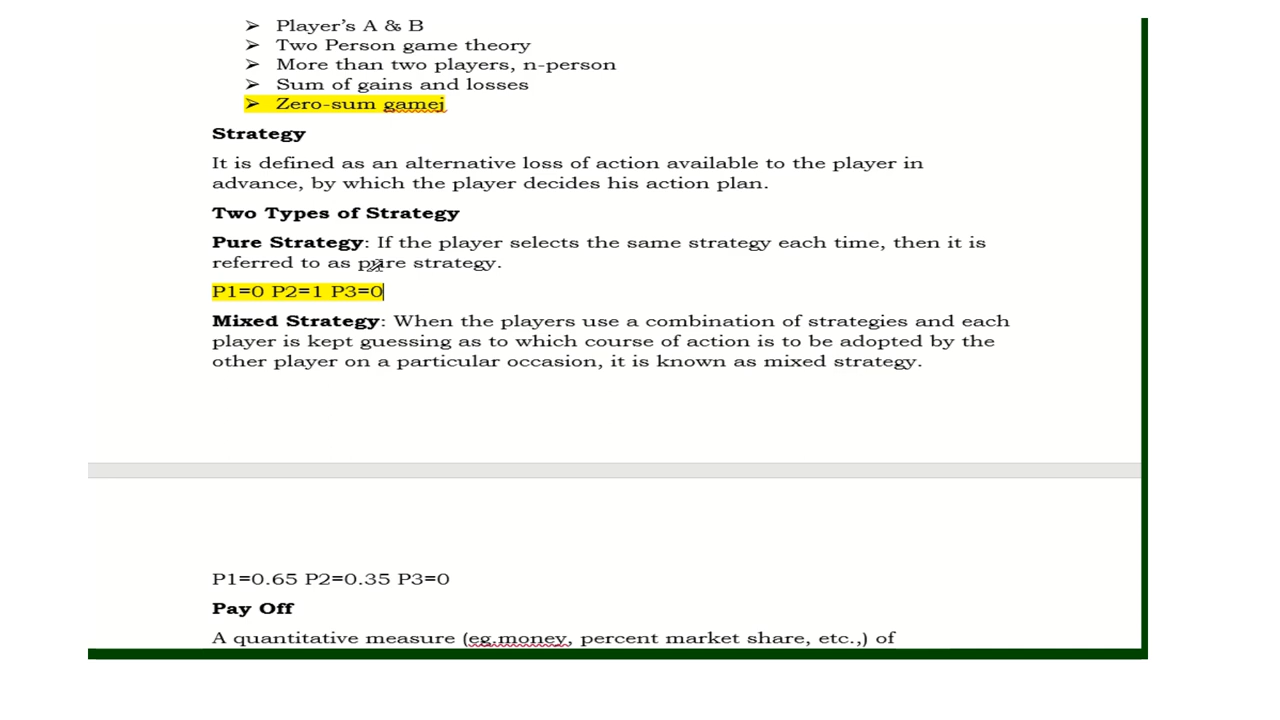 ➢ Player's A & B
➢ Two Person game theory
➢ More than two players, n-person
➢ Sum of gains and losses
➢ Zero-sum gamej
Strategy
It is defined as an alternative loss of action available to the player in
advance, by which the player decides his action plan.
Two Types of Strategy
Pure Strategy: If the player selects the same strategy each time, then it is
referred to as pure strategy.
P1=0 P2=1 P3=0
Mixed Strategy: When the players use a combination of strategies and each
player is kept guessing as to which course of action is to be adopted by the
other player on a particular occasion, it is known as mixed strategy.
P1=0.65 P2=0.35 P3=0
Pay Off
A quantitative measure (eg.money, percent market share, etc.,) of